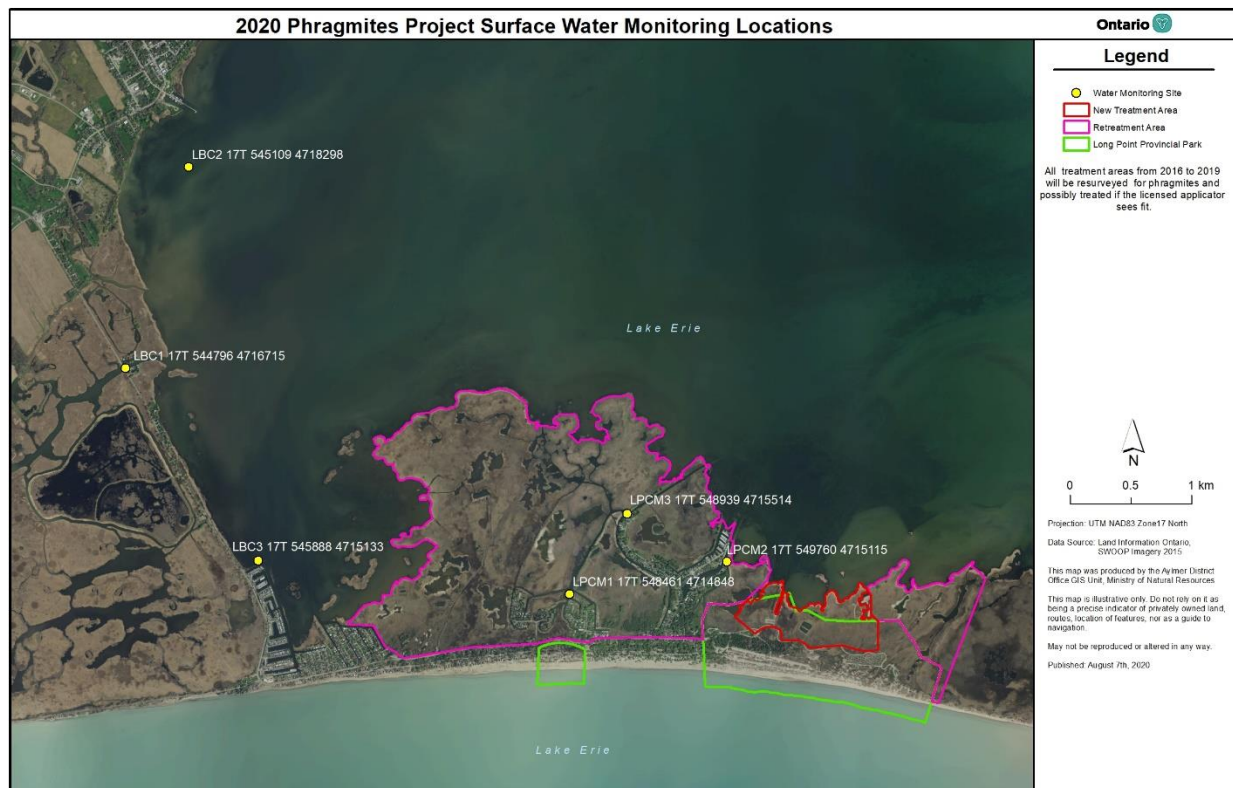 2020 Phragmites Project Surface Water Monitoring Locations
Ontario
Legend
Water Monitoring Site
New Treatment Area
Retreatment Area
Long Point Provincial Park
All treatment areas from 2016 to 2019
will be resurveyed for phragmites and
possibly treated if the licensed applicator
sees fit.
LBC2 17T 545109 4718298
Lake Erie
LBC1 17T 544796 4716715
LPCM3 17T 548939 4715514
LBC3 17T 545888 4715133
LPCM2 17T 549760 4715115
LPCM1 17T 548461 4714848
Lake Erie
N
0 0.5 1 km
Projection: UTM NAD83 Zone17 North
Data Source: Land Information Ontario,
SWOOP Imagery 2015
This map was produced by the Aylmer District
Office GIS Unit, Ministry of Natural Resources
This map is illustrative only. Do not rely on it as
being a precise indicator of privately owned land,
routes, location of features, nor as a guide to
navigation.
May not be reproduced or altered in any way.
Published: August 7th, 2020